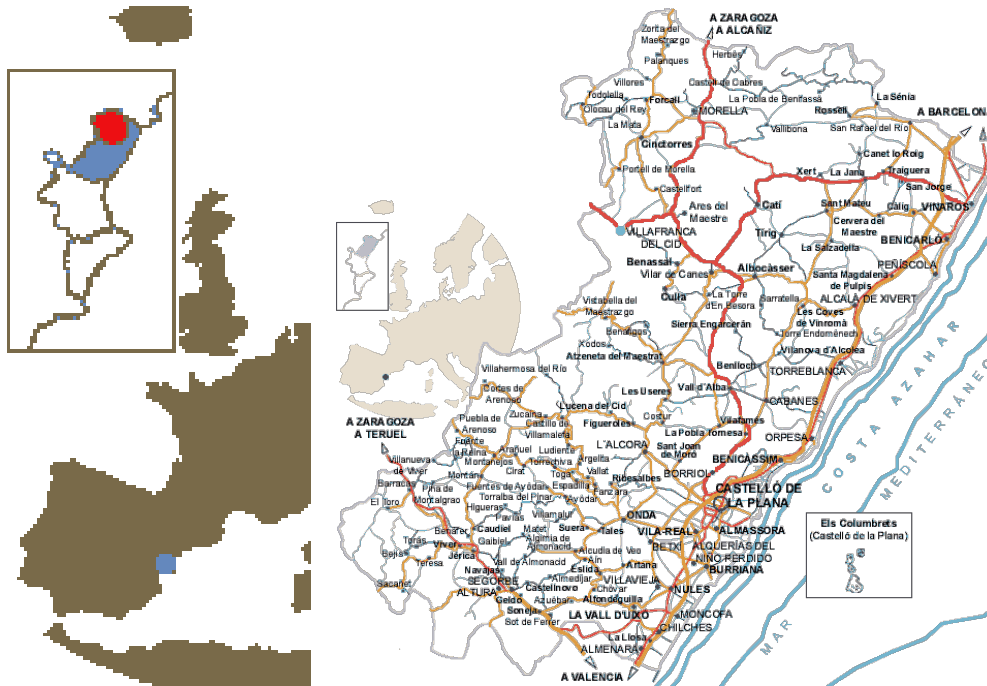 A ZARAGOZA
A ALCAÑIZ
Zorita del
Maestrazgo
Herbés
Palanques
Villores
Castell de Cabres
Todolella
Forcall
La Pobla de Benifassà
La Sénia
Olocau del Rey
MORELLA
Rossell
A BARCELONA
La Mata
Vallibona
San Rafael del Río
Cinctorres
Canet lo Roig
Portell de Morella
Xert
La Jana
Traiguera
Castellfort
San Jorge
Ares del
Maestre
Catí
Sant Mateu
Càlig
VINAROS
Cervera del
Maestre
VILLAFRANCA
DEL CID
Tírig
La Salzadella
BENICARLÓ
Benassal
Vilar de Canes
Albocàsser
PEÑÍSCOLA
Santa Magdalena
de Pulpis
Culla
La Torre
d'En Besora
Sarratella
ALCALÀ DE XIVERT
Vistabella del
Maestrazgo
Les Coves
de Vinromà
Benafigos
Sierra Engarcerán
Torre Endoménech
Xodos
Atzeneta del Maestrat
Vilanova d'Alcolea
Benlloch
TORREBLANCA
Villahermosa del Río
Cortes de
Arenoso
Les Useres
Vall d'Alba
CABANES
Lucena del Cid
Zucaina
Costur
Vilafamés
A ZARAGOZA
A TERUEL
Puebla de
Arenoso
Castillo de
Villamalefa
Figueroles
La Pobla Tornesa
ORPESA
Fuente
la Reina
Arañuel
Ludiente
L'ALCORA
Sant Joan
de Moró
Villanueva
de Viver
Montanejos
Torrechiva
Argelita
BENICÀSSIM
Montán
Cirat
Toga
Vallat
BORRIOL
Barracas
Pina de
Montalgrao
Fuentes de Ayódar
Espadilla
Ribesalbes
CASTELLÓ DE
LA PLANA
Torralba del Pinar
Ayódar
Fanzara
El Toro
Higueras
Pavías
Villamalur
ONDA
Benafer
Caudiel
Matet
Suera
Tales
VILA-REAL
ALMASSORA
Torás
Viver
Gaibiel
Algimia de
Almonacid
BETXÍ
ALQUERÍAS DEL
NIÑO PERDIDO
Bejís
Jérica
Alcudia de Veo
Teresa
Vall de Almonacid
Aín
Artana
BURRIANA
Navajas
Eslida
Sacañet
SEGORBE
Almedíjar
VILLAVIEJA
ALTURA
Castellnovo
Chóvar
NULES
Geldo
Azuébar
Alfondeguilla
Soneja
LA VALL D'UIXÓ
MONCOFA
Sot de Ferrer
CHILCHES
La Llosa
ALMENARA
A VALENCIA
COSTA AZAHAR
MAR MEDITERRÁNEO
Els Columbrets
(Castelló de la Plana)